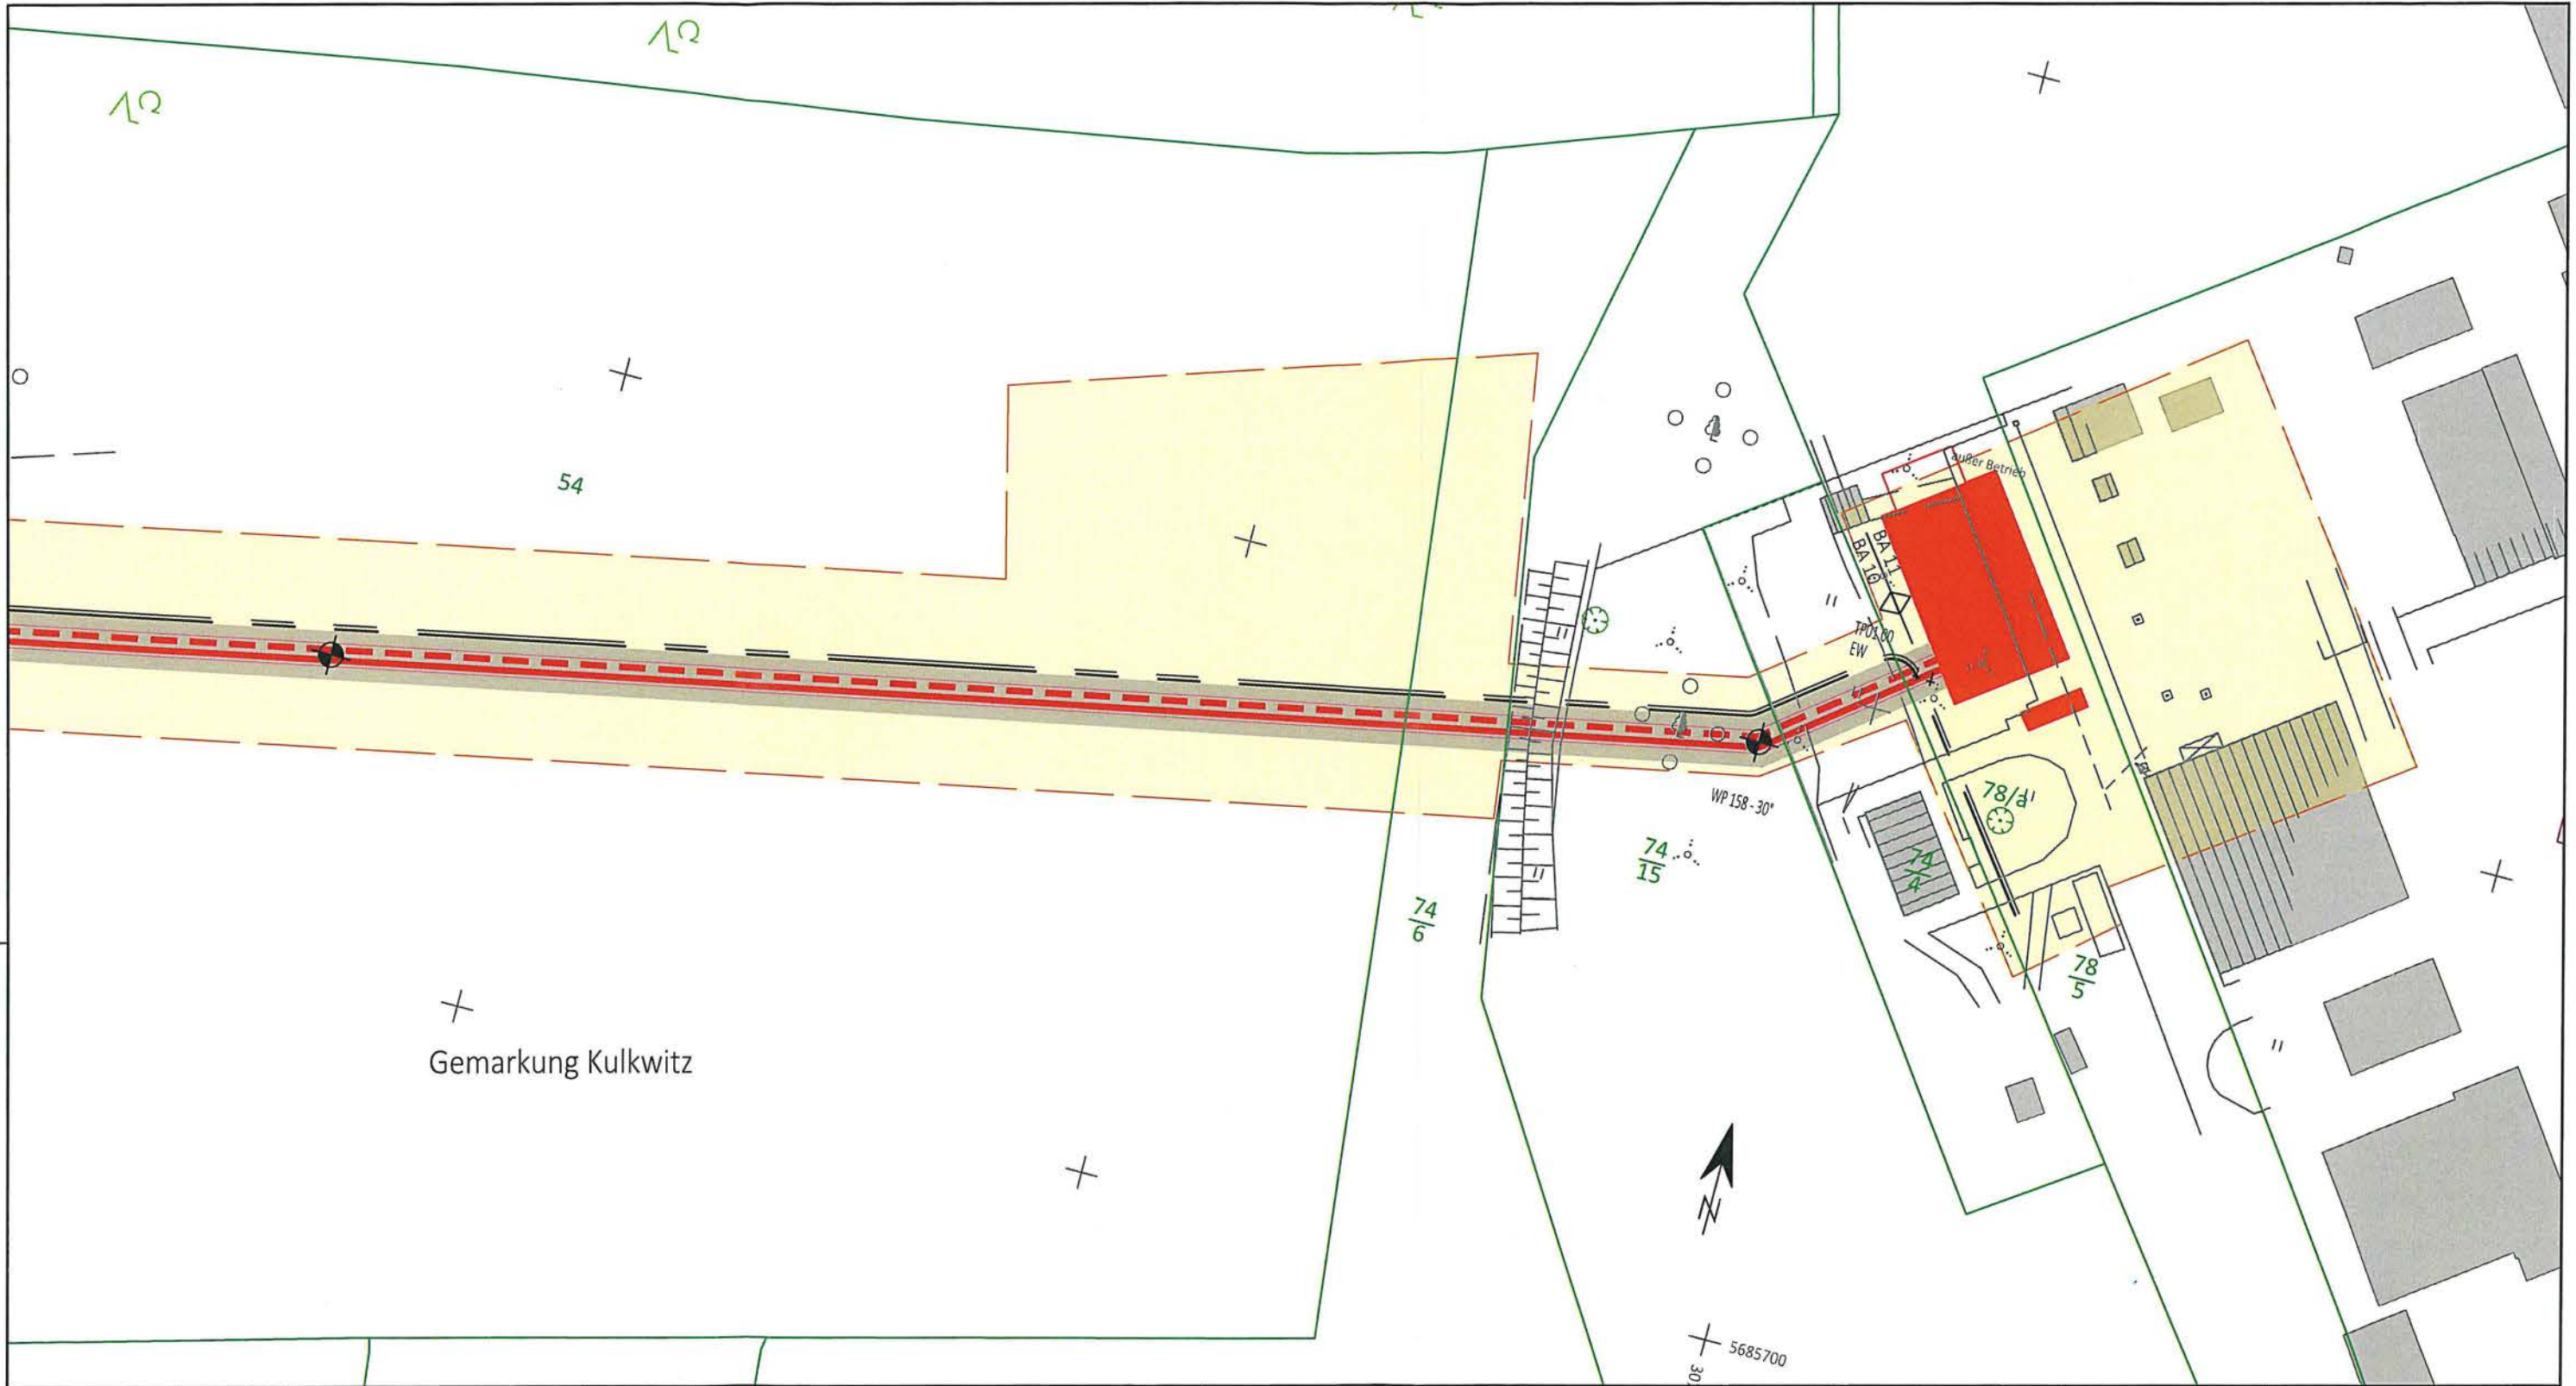 54
außer Betrieb
BA 11
BA 10
TP01.00
EW
WP 158 - 30°
78/a
74
15
74
4
74
6
78
5
Gemarkung Kulkwitz
N
5685700